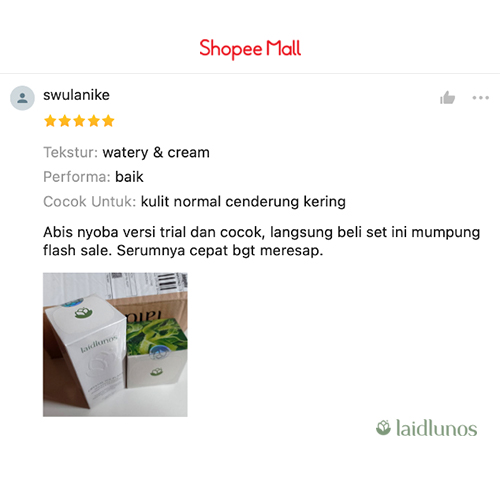 Shopee Mall
swulanike
Tekstur: watery & cream
Performa: baik
Cocok Untuk: kulit normal cenderung kering
Abis nyoba versi trial dan cocok, langsung beli set ini mumpung
flash sale. Serumnya cepat bgt meresap.
laidlunos
laidlunos